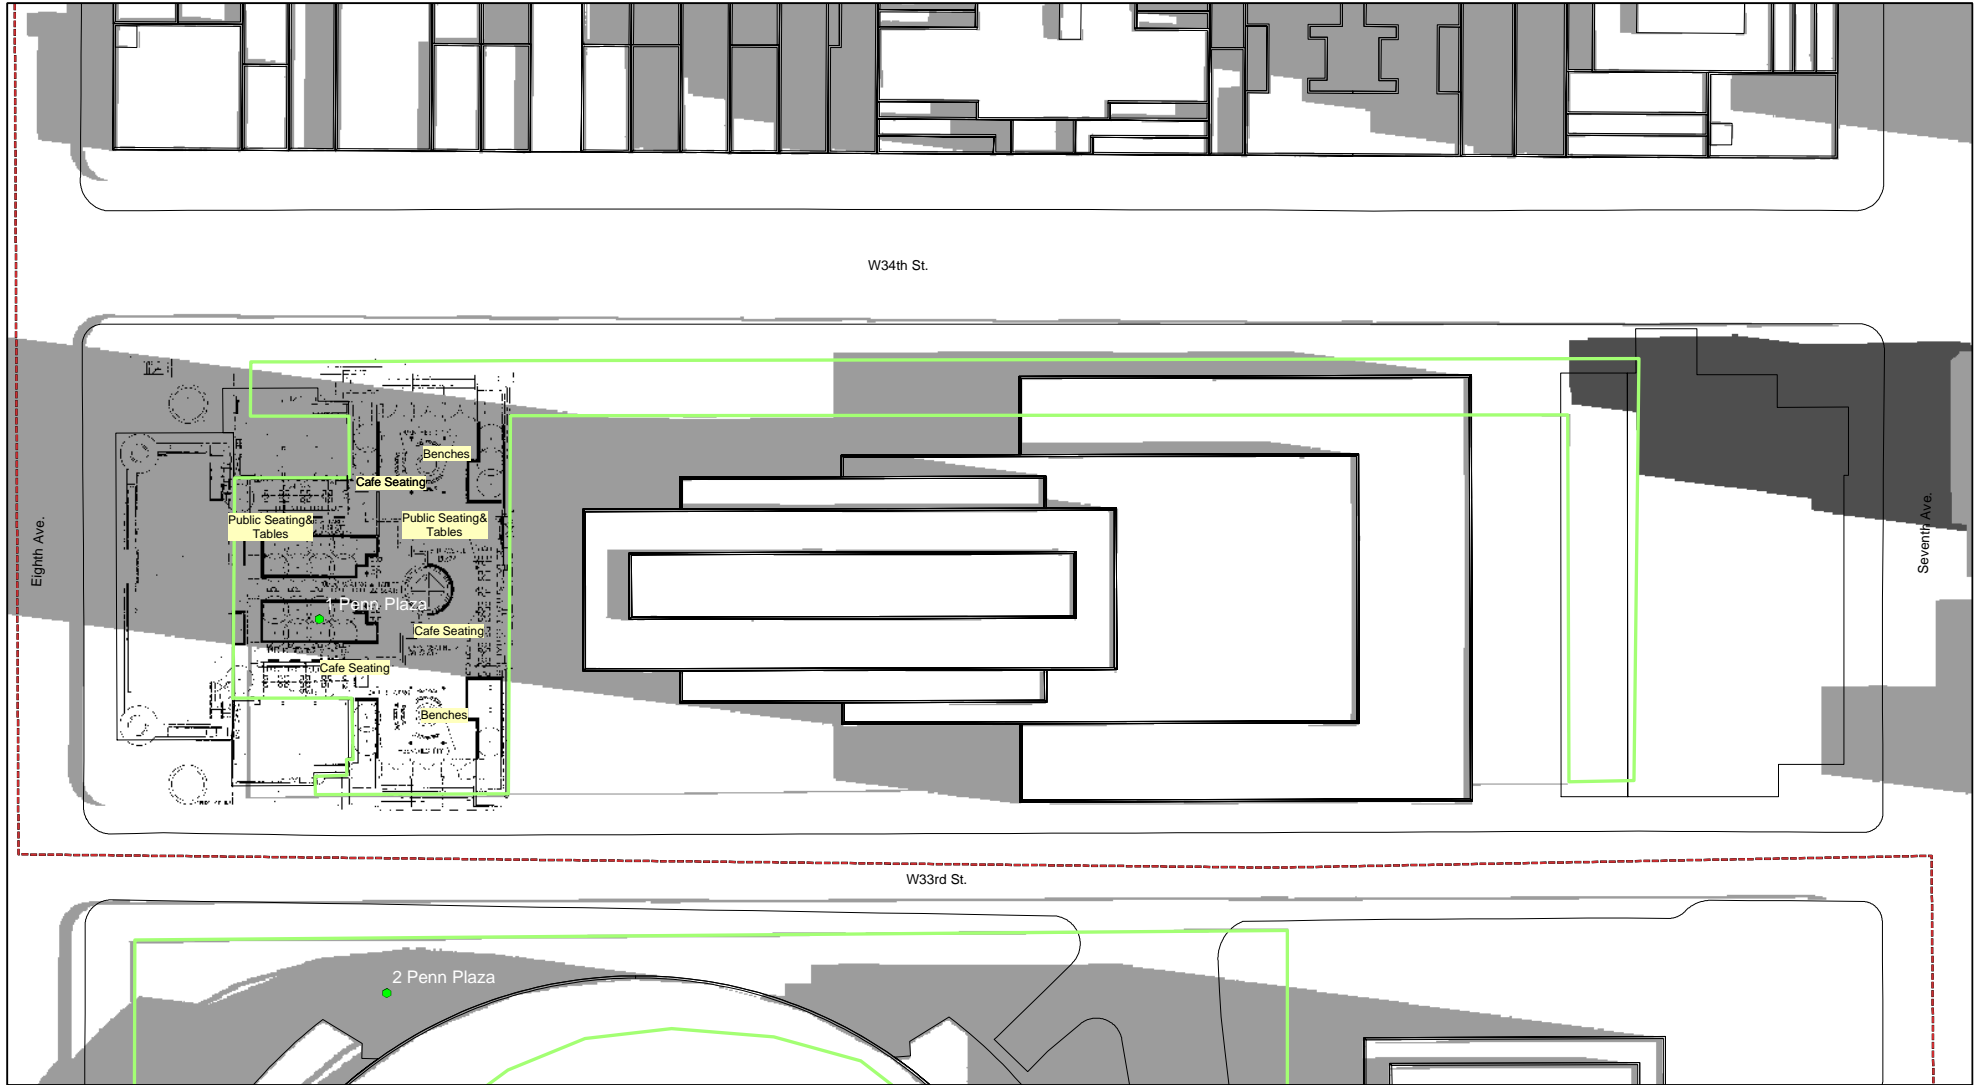 W34th St.
Benches
Cafe Seating
Public Seating&
Tables
Public Seating&
Tables
Eighth Ave.
Seventh Ave.
1 Penn Plaza
Cafe Seating
Cafe Seating
Benches
W33rd St.
2 Penn Plaza